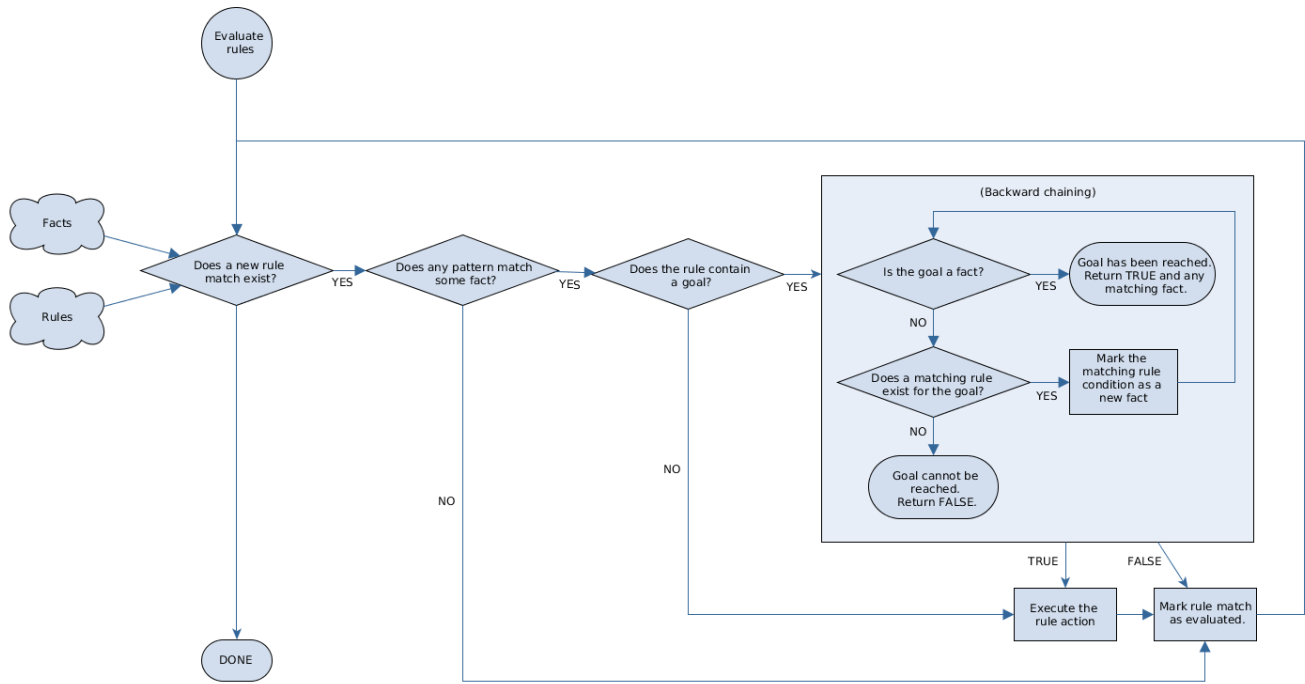 Evaluate
rules
(Backward chaining)
Facts
Rules
Does a new rule
match exist?
YES
Does any pattern match
some fact?
YES
Does the rule contain
a goal?
YES
Is the goal a fact?
YES
Goal has been reached.
Return TRUE and any
matching fact.
NO
Does a matching rule
exist for the goal?
YES
Mark the
matching rule
condition as a
new fact
NO
Goal cannot be
reached.
Return FALSE.
NO
NO
TRUE
FALSE
Execute the
rule action
Mark rule match
as evaluated.
DONE